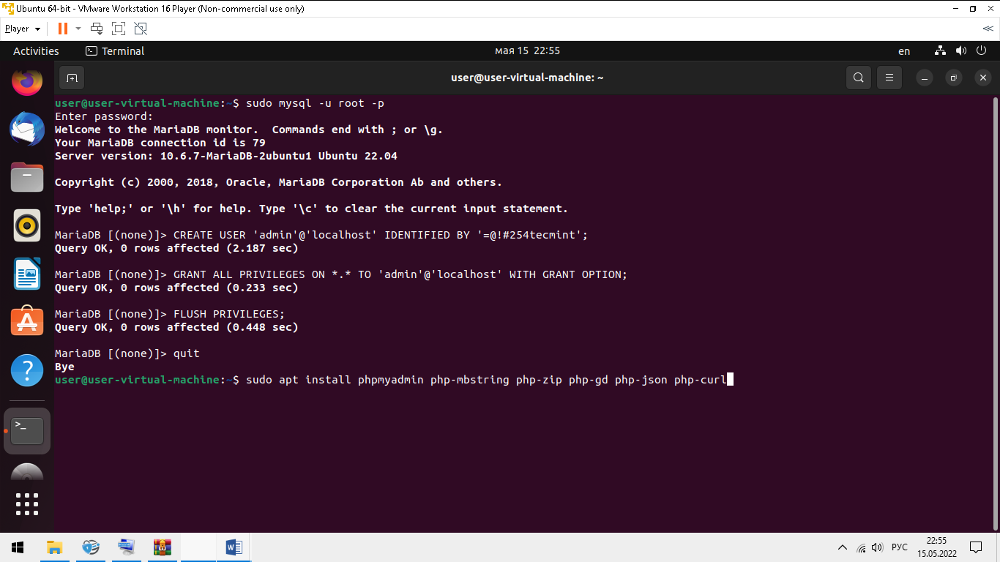 Ubuntu 64-bit - VMware Workstation 16 Player (Non-commercial use only)
Player
Activities
Terminal
мая 15 22:55
en
user@user-virtual-machine: ~
user@user-virtual-machine:~$ sudo mysql -u root -p
Enter password:
Welcome to the MariaDB monitor.  Commands end with ; or \g.
Your MariaDB connection id is 79
Server version: 10.6.7-MariaDB-2ubuntu1 Ubuntu 22.04
Copyright (c) 2000, 2018, Oracle, MariaDB Corporation Ab and others.
Type 'help;' or '\h' for help. Type '\c' to clear the current input statement.
MariaDB [(none)]> CREATE USER 'admin'@'localhost' IDENTIFIED BY '=@!#254tecmint';
Query OK, 0 rows affected (2.187 sec)
MariaDB [(none)]> GRANT ALL PRIVILEGES ON *.* TO 'admin'@'localhost' WITH GRANT OPTION;
Query OK, 0 rows affected (0.233 sec)
MariaDB [(none)]> FLUSH PRIVILEGES;
Query OK, 0 rows affected (0.448 sec)
MariaDB [(none)]> quit
Bye
user@user-virtual-machine:~$ sudo apt install phpmyadmin php-mbstring php-zip php-gd php-json php-curl
РУС
22:55
15.05.2022